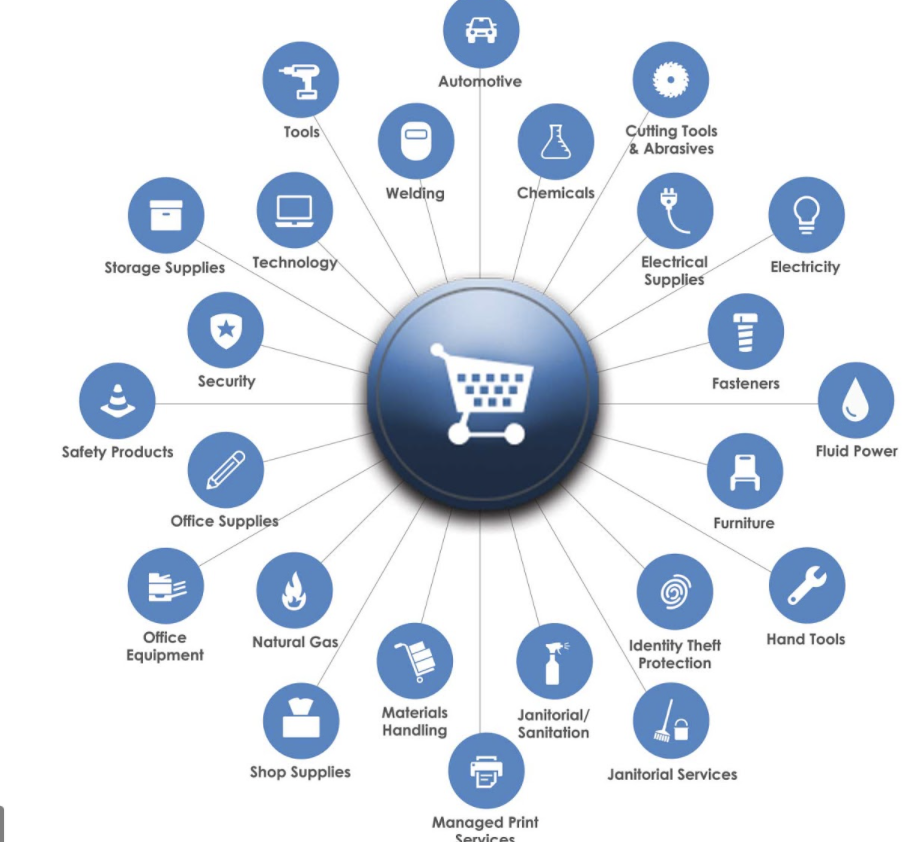 Automotive
Tools
Cutting Tools
& Abrasives
Welding
Chemicals
Storage Supplies
Technology
Electrical
Supplies
Electricity
Security
Fasteners
Safety Products
Fluid Power
Office Supplies
Furniture
Office
Equipment
Natural Gas
Identity Theft
Protection
Hand Tools
Materials
Handling
Janitorial/
Sanitation
Shop Supplies
Janitorial Services
Managed Print
Services